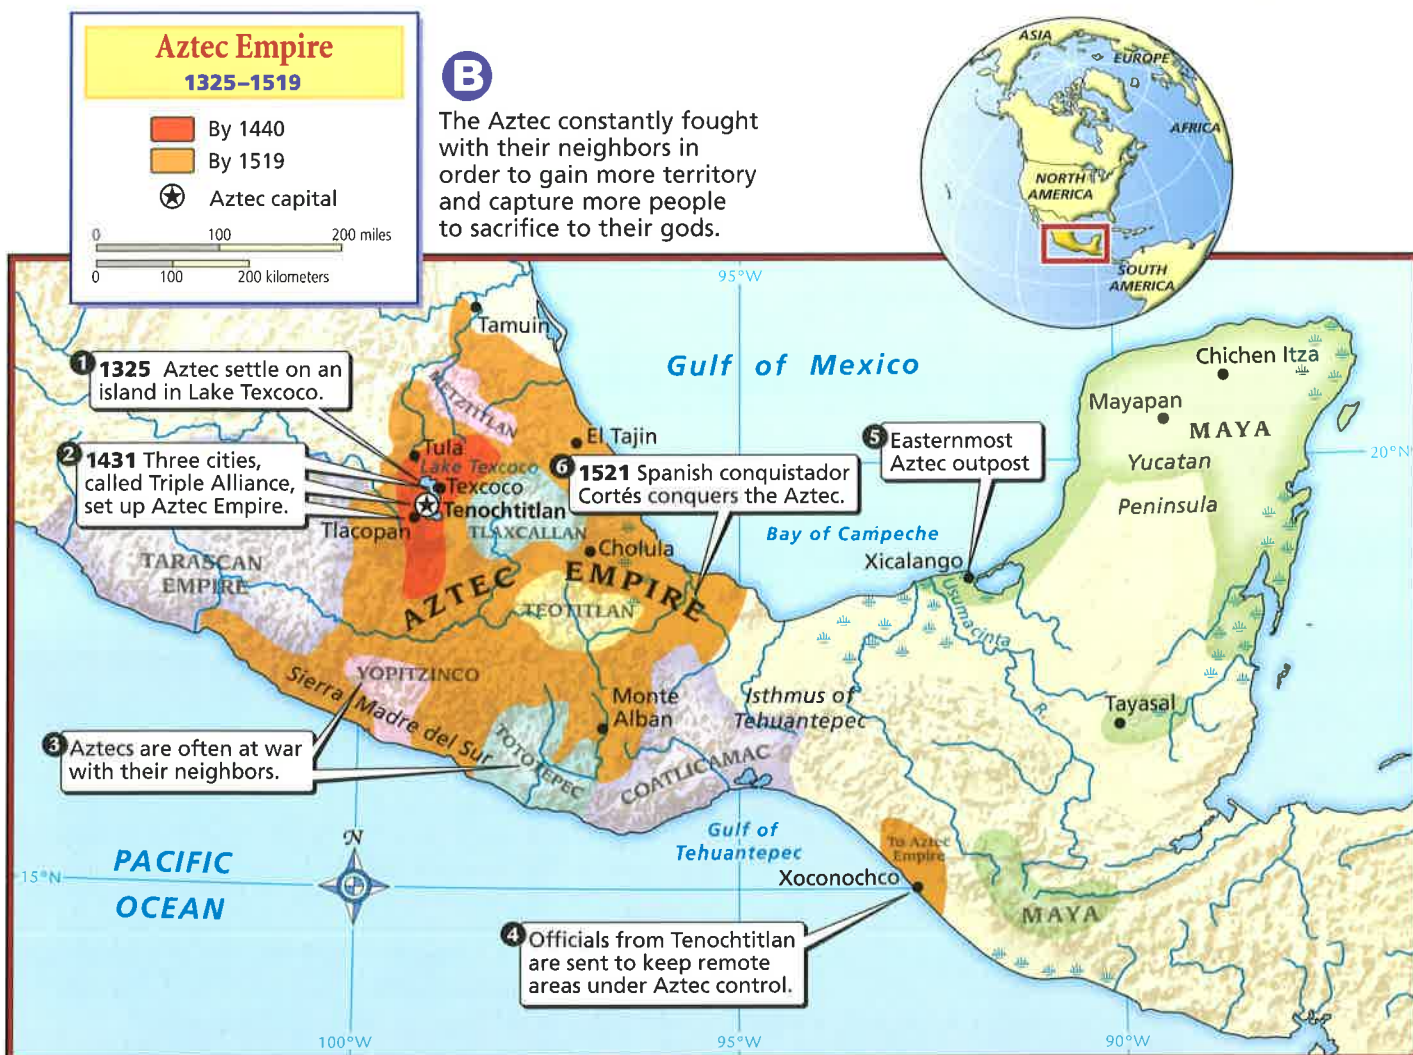 Aztec Empire
1325–1519
By 1440
By 1519
Aztec capital
0 100 200 miles
0 100 200 kilometers
B
The Aztec constantly fought
with their neighbors in
order to gain more territory
and capture more people
to sacrifice to their gods.
ASIA
EUROPE
AFRICA
NORTH
AMERICA
SOUTH
AMERICA
95°W
Tamuin
Gulf of Mexico
Chichen Itza
Mayapan
MAYA
Yucatan
Peninsula
20°N
1 1325 Aztec settle on an
island in Lake Texcoco.
METZTITLAN
El Tajin
Tula
Lake Texcoco
2 1431 Three cities,
called Triple Alliance,
set up Aztec Empire.
Texcoco
Tenochtitlan
Tlacopan
TLAXCALLAN
6 1521 Spanish conquistador
Cortés conquers the Aztec.
5 Easternmost
Aztec outpost
Bay of Campeche
Xicalango
Cholula
TARASCAN
EMPIRE
AZTEC EMPIRE
TEOTITLAN
Usumacinta R.
YOPITZINCO
Sierra Madre del Sur
Monte
Alban
Isthmus of
Tehuantepec
Tayasal
3 Aztecs are often at war
with their neighbors.
TOTOTEPEC
COATLICAMAC
Gulf of
Tehuantepec
To Aztec
Empire
Xoconochco
MAYA
N
PACIFIC
OCEAN
15°N
4 Officials from Tenochtitlan
are sent to keep remote
areas under Aztec control.
100°W
95°W
90°W